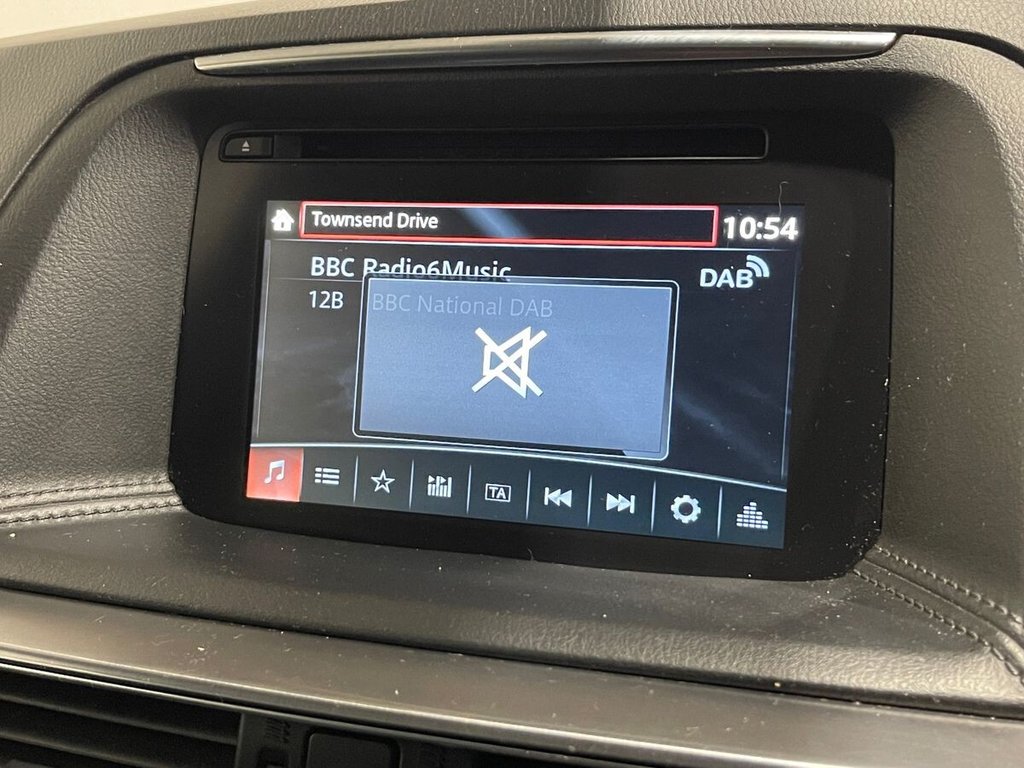 Townsend Drive
10:54
BBC Radio6Music
DAB
12B
BBC National DAB
TA